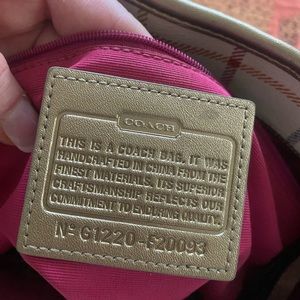 COACH
THIS IS A COACH BAG. IT WAS
HANDCRAFTED IN CHINA FROM THE
FINEST MATERIALS. ITS SUPERIOR
CRAFTSMANSHIP REFLECTS OUR
COMMITMENT TO ENDURING QUALITY.
Nº G1220-F20093